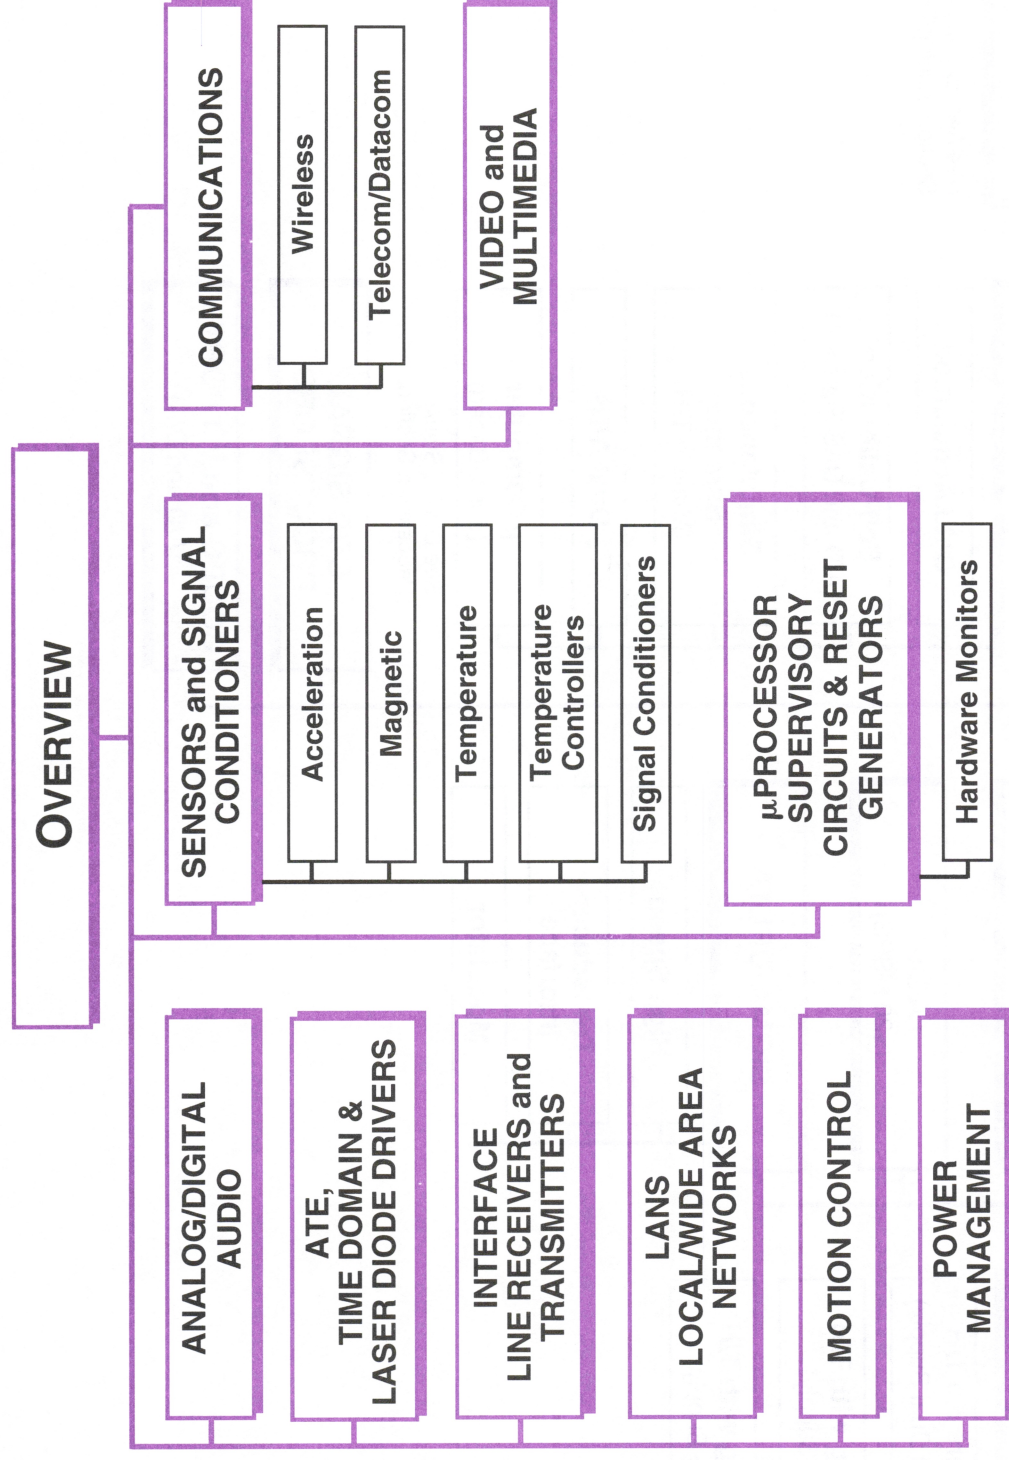 OVERVIEW
ANALOG/DIGITAL
AUDIO
ATE,
TIME DOMAIN &
LASER DIODE DRIVERS
INTERFACE
LINE RECEIVERS and
TRANSMITTERS
LANS
LOCAL/WIDE AREA
NETWORKS
MOTION CONTROL
POWER
MANAGEMENT
SENSORS and SIGNAL
CONDITIONERS
Acceleration
Magnetic
Temperature
Temperature
Controllers
Signal Conditioners
µPROCESSOR
SUPERVISORY
CIRCUITS & RESET
GENERATORS
Hardware Monitors
COMMUNICATIONS
Wireless
Telecom/Datacom
VIDEO and
MULTIMEDIA